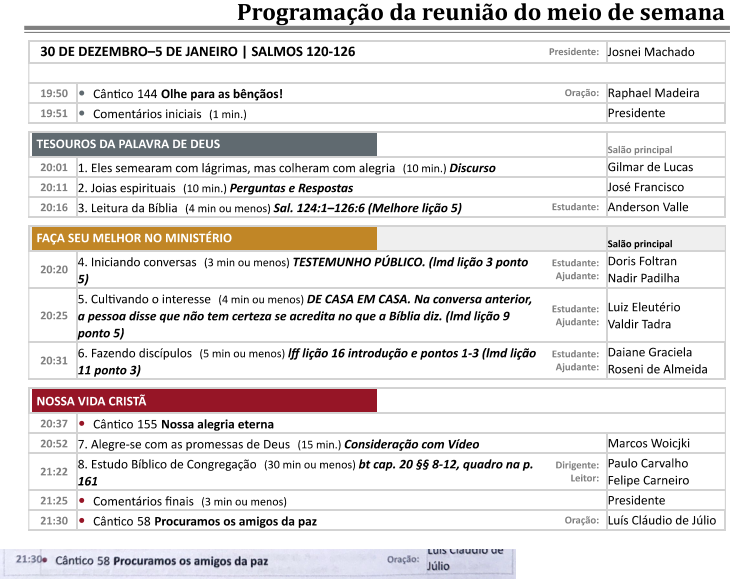 Programação da reunião do meio de semana
30 DE DEZEMBRO–5 DE JANEIRO | SALMOS 120-126 Presidente: Josnei Machado
19:50 • Cântico 144 Olhe para as bênçãos! Oração: Raphael Madeira
19:51 • Comentários iniciais (1 min.) Presidente
TESOUROS DA PALAVRA DE DEUS Salão principal
20:01 1. Eles semearam com lágrimas, mas colheram com alegria (10 min.) Discurso Gilmar de Lucas
20:11 2. Joias espirituais (10 min.) Perguntas e Respostas José Francisco
20:16 3. Leitura da Bíblia (4 min ou menos) Sal. 124:1–126:6 (Melhore lição 5) Estudante: Anderson Valle
FAÇA SEU MELHOR NO MINISTÉRIO Salão principal
20:20 4. Iniciando conversas (3 min ou menos) TESTEMUNHO PÚBLICO. (lmd lição 3 ponto Estudante: Doris Foltran
5) Ajudante: Nadir Padilha
20:25 5. Cultivando o interesse (4 min ou menos) DE CASA EM CASA. Na conversa anterior,
a pessoa disse que não tem certeza se acredita no que a Bíblia diz. (lmd lição 9 Estudante: Luiz Eleutério
ponto 5) Ajudante: Valdir Tadra
20:31 6. Fazendo discípulos (5 min ou menos) lff lição 16 introdução e pontos 1-3 (lmd lição Estudante: Daiane Graciela
11 ponto 3) Ajudante: Roseni de Almeida
NOSSA VIDA CRISTÃ
20:37 • Cântico 155 Nossa alegria eterna
20:52 7. Alegre-se com as promessas de Deus (15 min.) Consideração com Vídeo Marcos Woicjki
21:22 8. Estudo Bíblico de Congregação (30 min ou menos) bt cap. 20 §§ 8-12, quadro na p. Dirigente: Paulo Carvalho
161 Leitor: Felipe Carneiro
21:25 • Comentários finais (3 min ou menos) Presidente
21:30 • Cântico 58 Procuramos os amigos da paz Oração: Luís Cláudio de Júlio
21:30• Cântico 58 Procuramos os amigos da paz Oração: Luís Cláudio de
Júlio